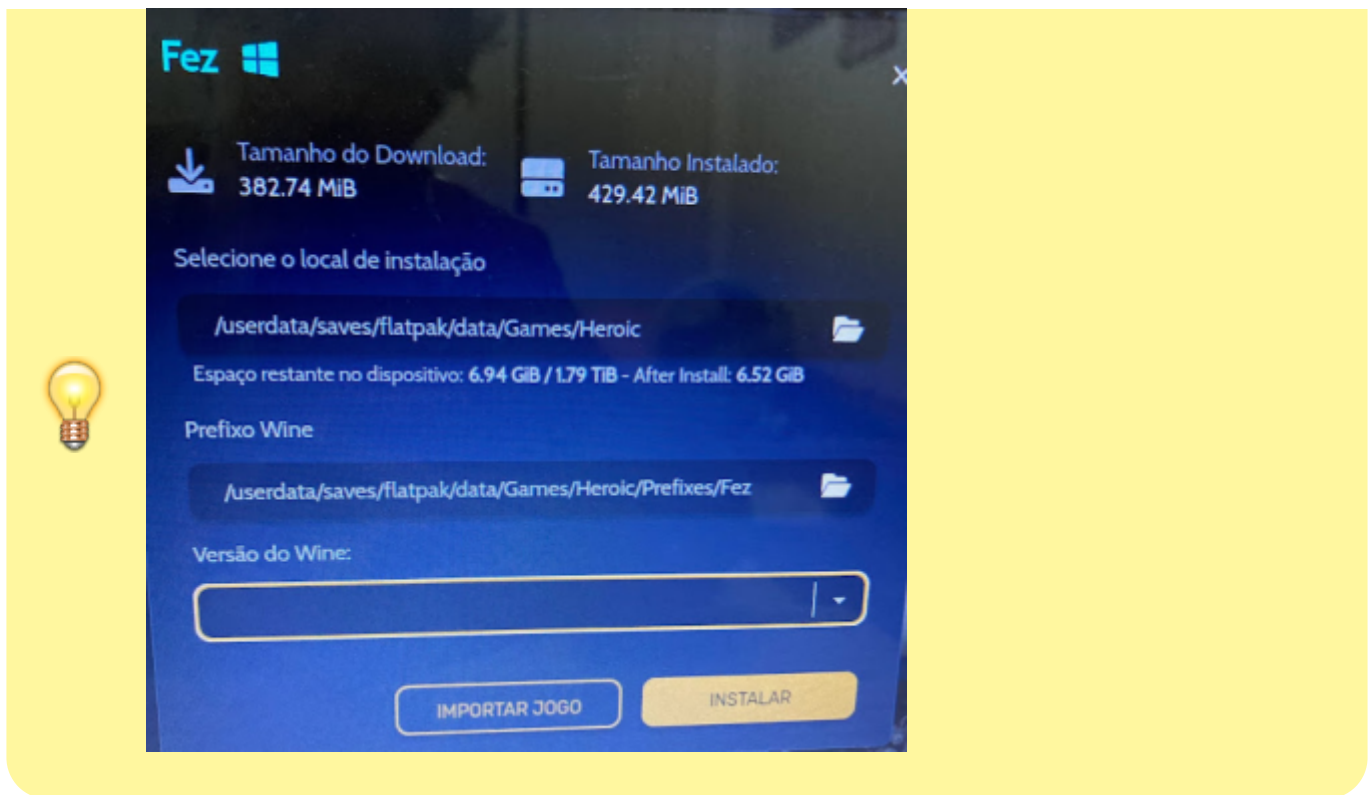 Fez
Tamanho do Download:
382.74 MiB
Tamanho Instalado:
429.42 MiB
Selecione o local de instalação
/userdata/saves/flatpak/data/Games/Heroic
Espaço restante no dispositivo: 6.94 GiB / 1.79 TiB - After Install: 6.52 GiB
Prefixo Wine
/userdata/saves/flatpak/data/Games/Heroic/Prefixes/Fez
Versão do Wine:
IMPORTAR JOGO
INSTALAR